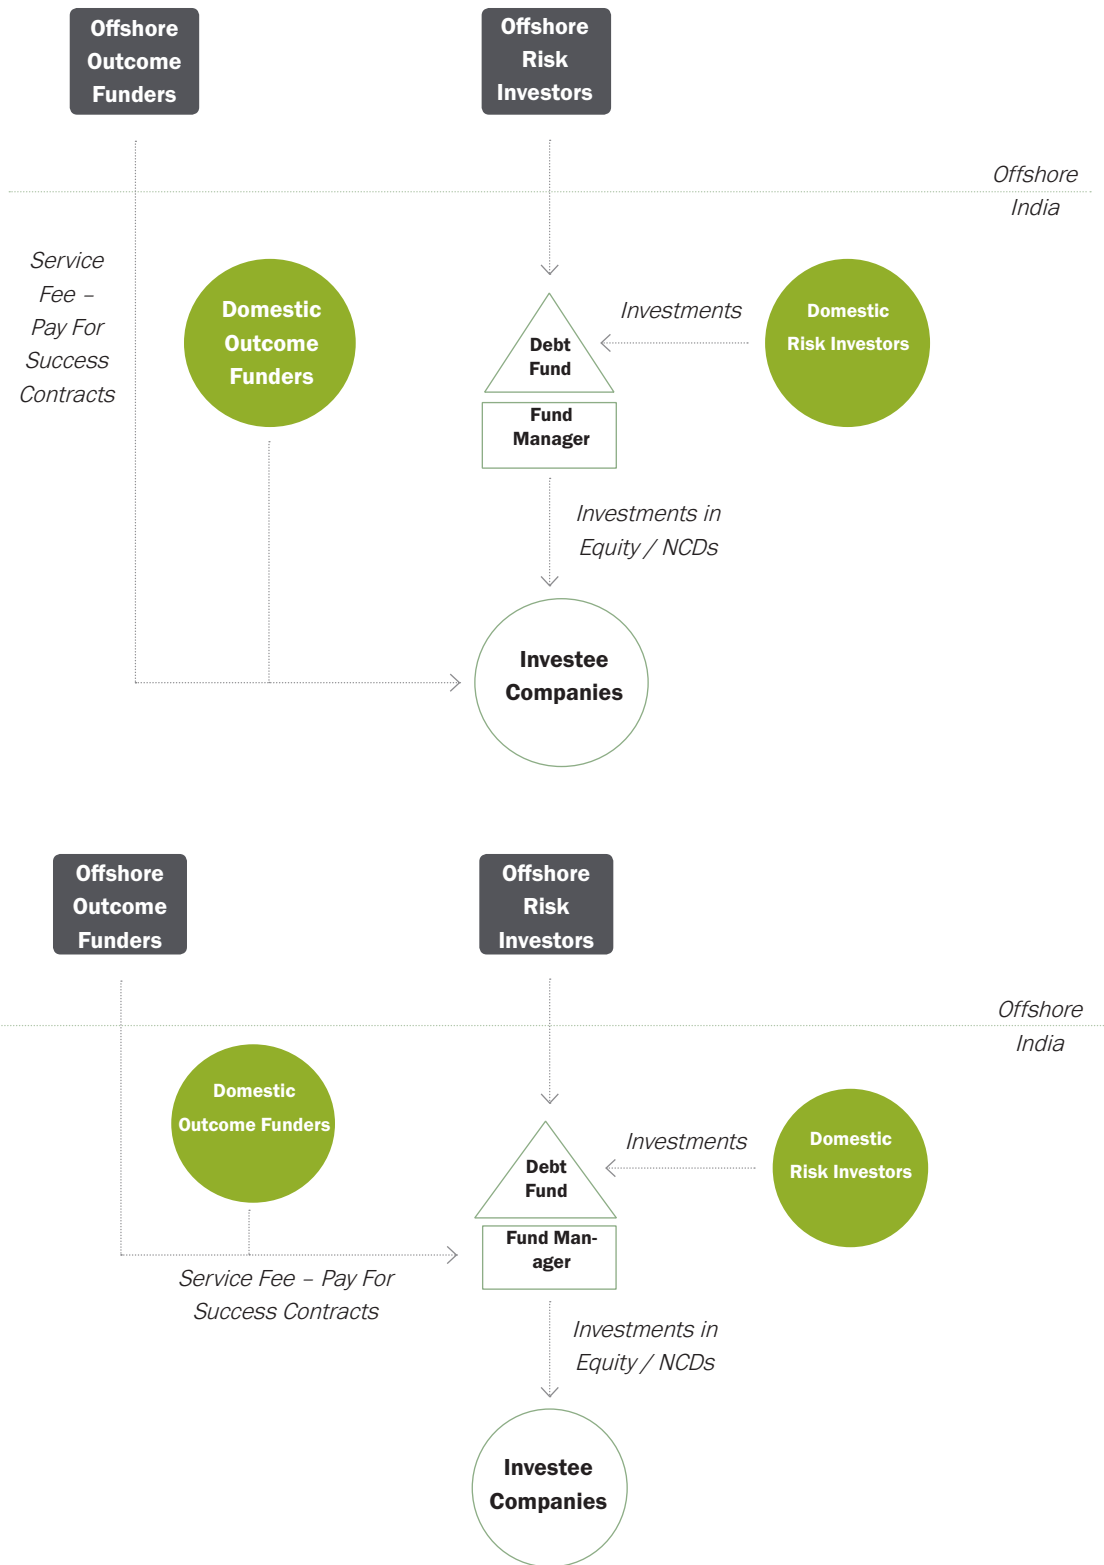 Offshore
Outcome
Funders
Offshore
Risk
Investors
Offshore
India
Service
Fee –
Pay For
Success
Contracts
Domestic
Outcome
Funders
Investments
Domestic
Risk Investors
Debt
Fund
Fund
Manager
Investments in
Equity / NCDs
Investee
Companies
Offshore
Outcome
Funders
Offshore
Risk
Investors
Offshore
India
Domestic
Outcome Funders
Investments
Domestic
Risk Investors
Debt
Fund
Fund Man-
ager
Service Fee – Pay For
Success Contracts
Investments in
Equity / NCDs
Investee
Companies